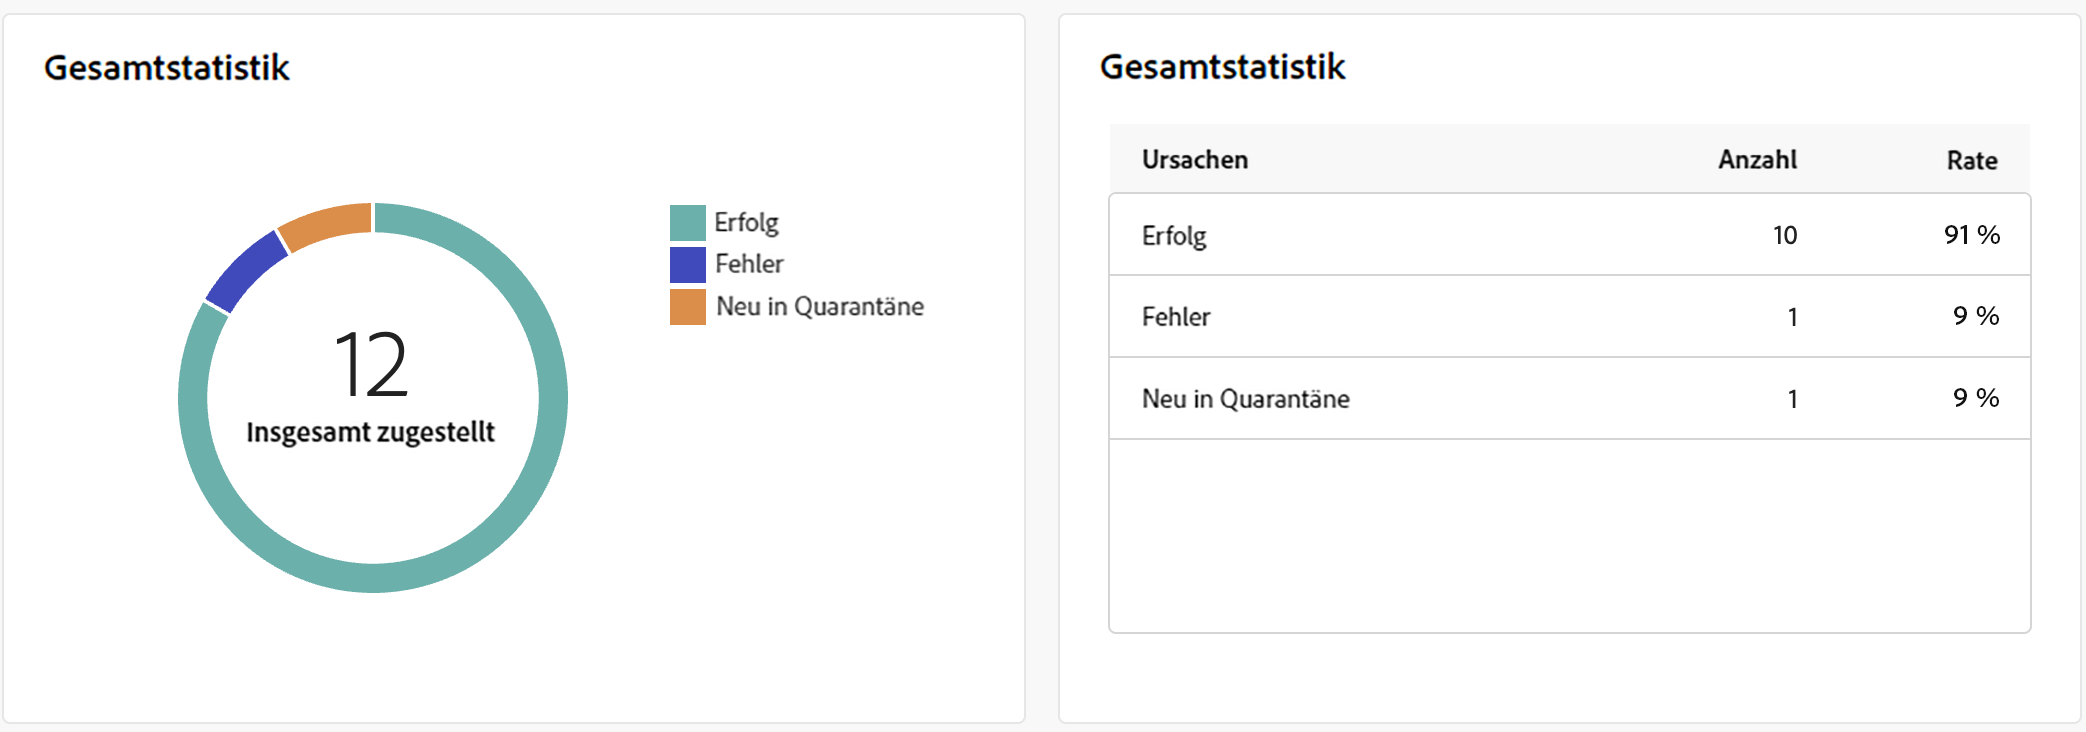 Gesamtstatistik
Erfolg
Fehler
Neu in Quarantäne
12
Insgesamt zugestellt
Gesamtstatistik
Ursachen Anzahl Rate
Erfolg 10 91 %
Fehler 1 9 %
Neu in Quarantäne 1 9 %